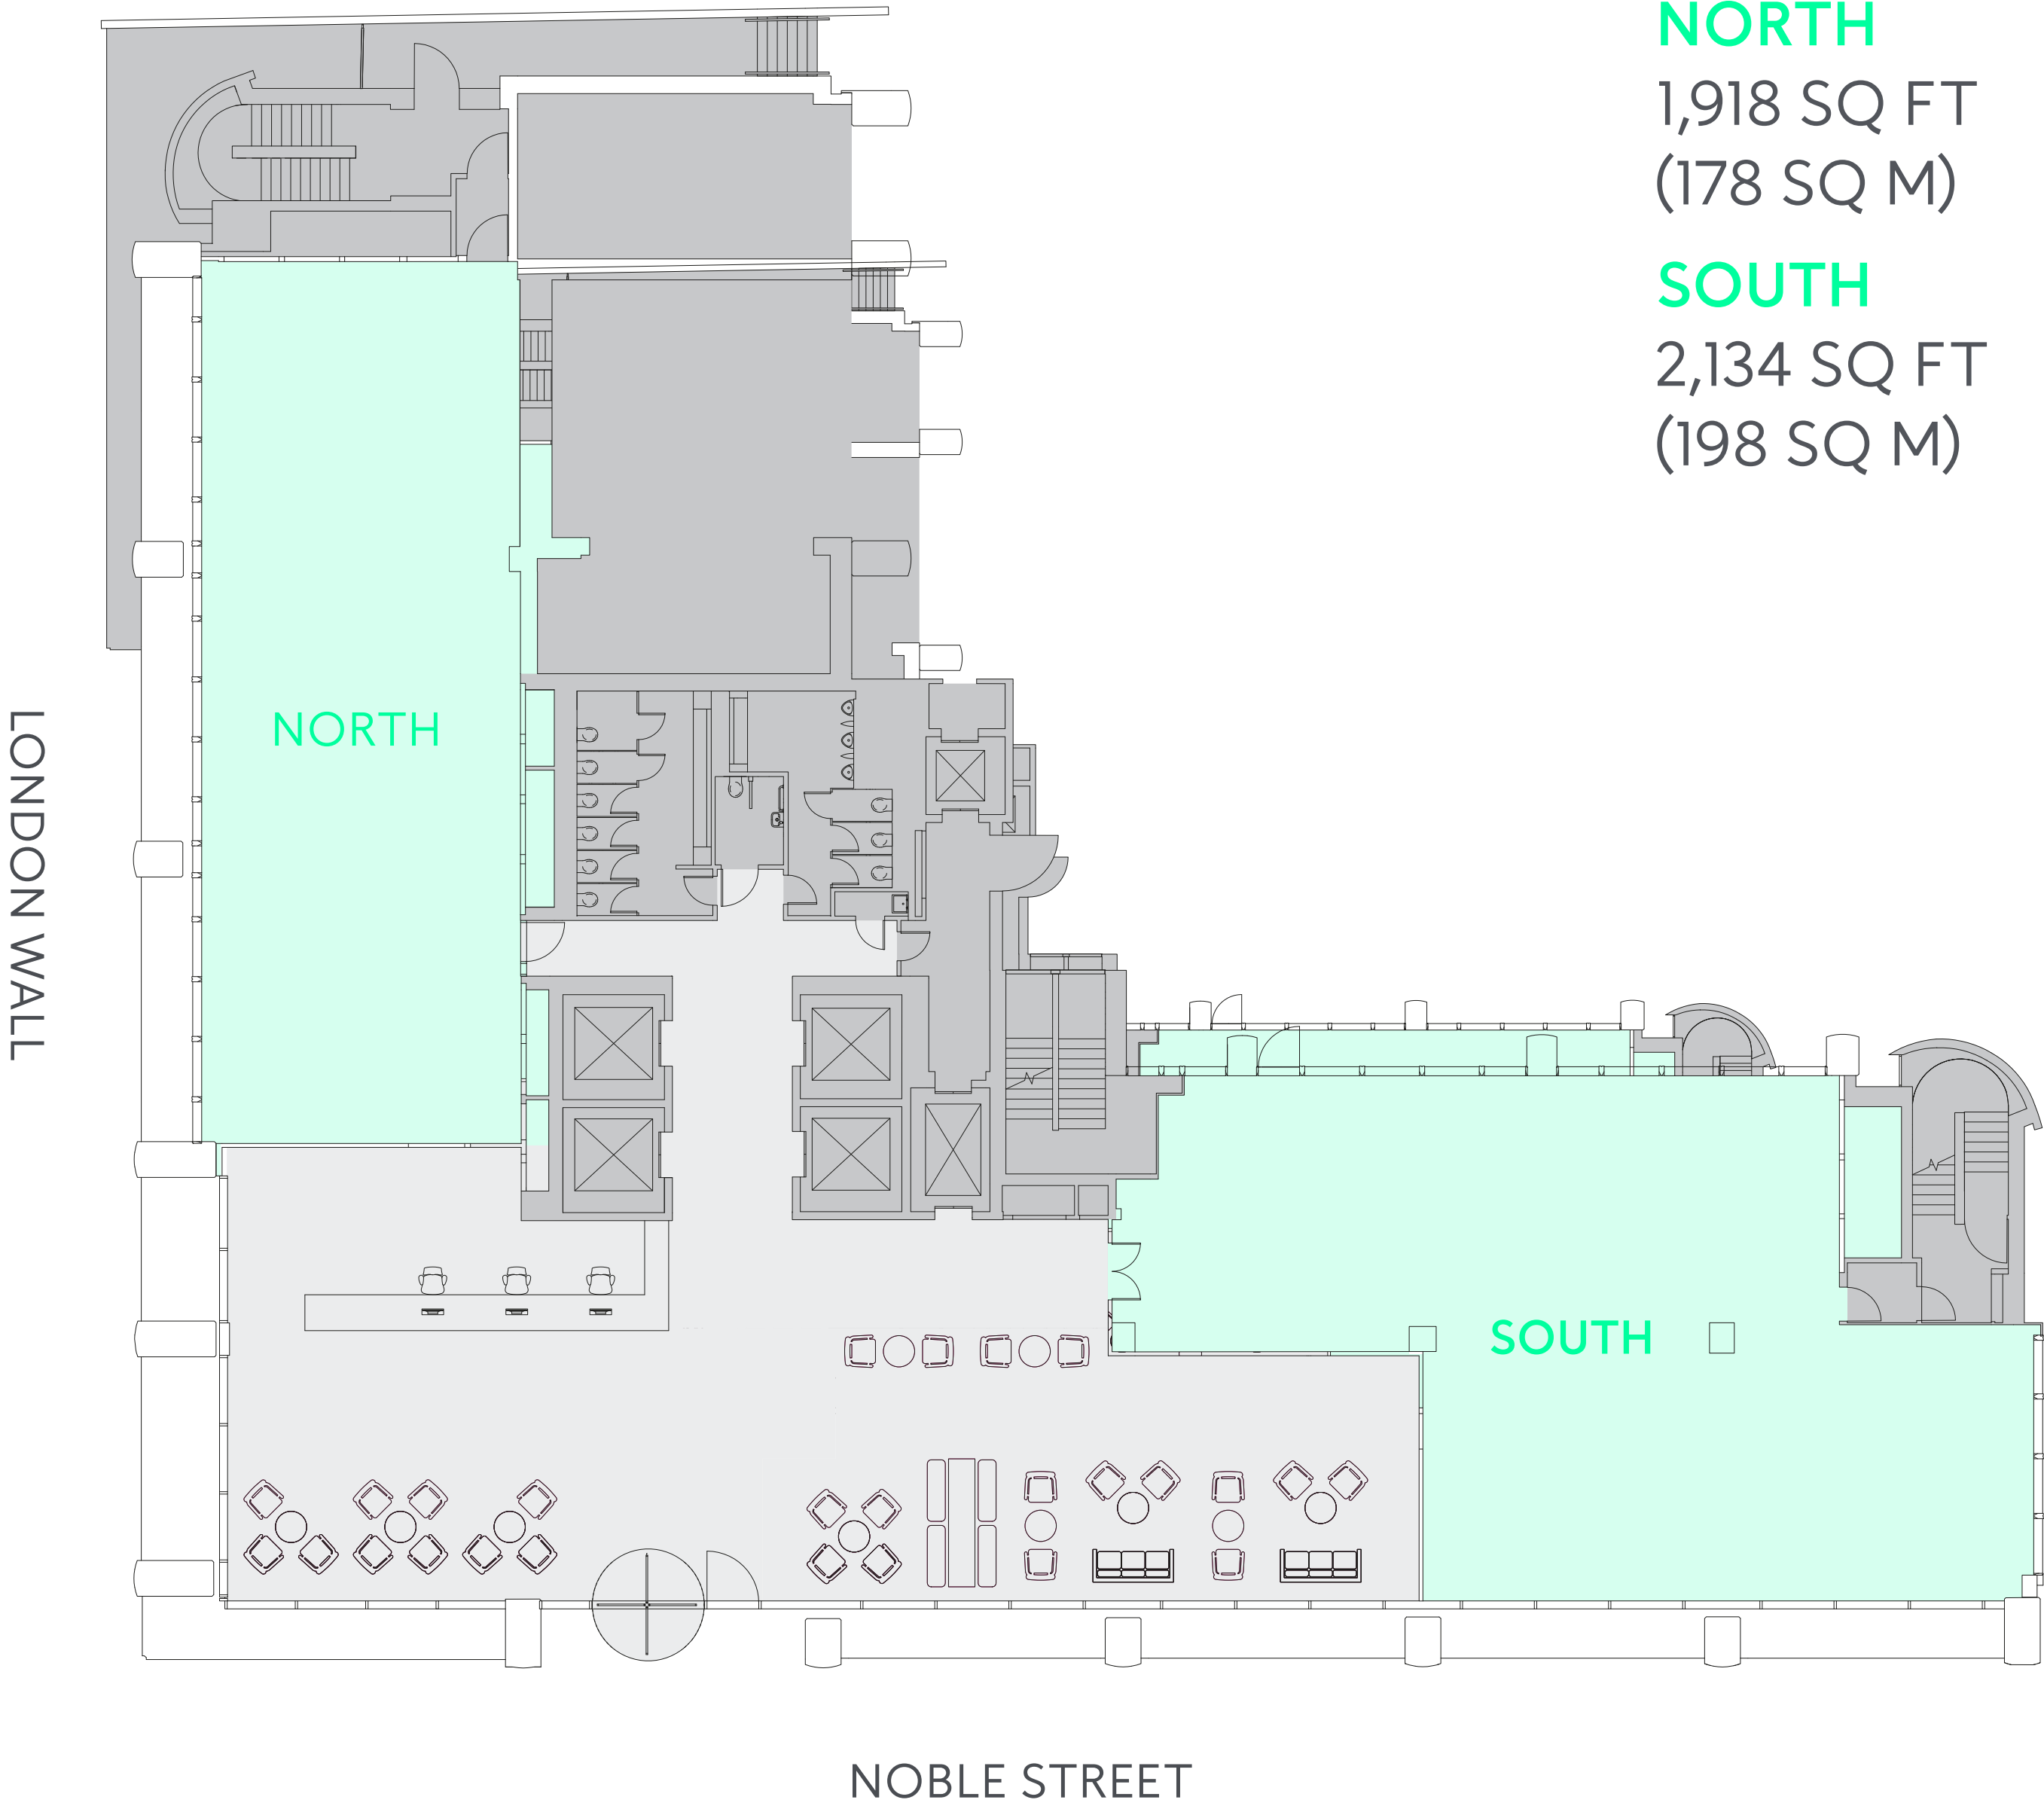 NORTH
1,918 SQ FT
(178 SQ M)
SOUTH
2,134 SQ FT
(198 SQ M)
NORTH
LONDON WALL
SOUTH
NOBLE STREET